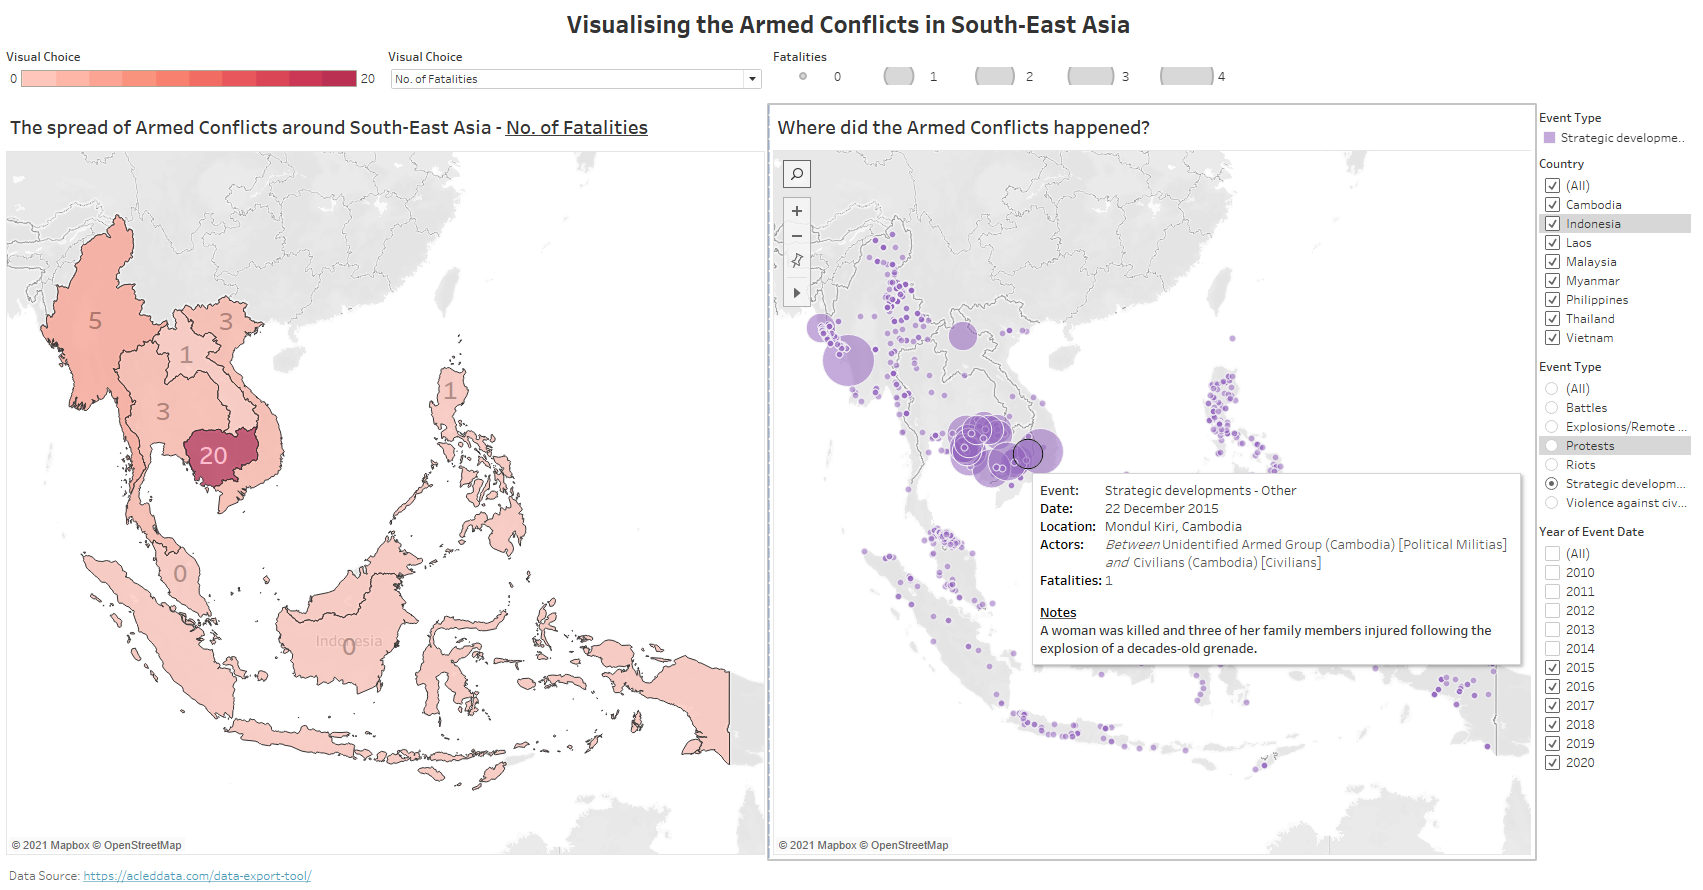 Visualising the Armed Conflicts in South-East Asia
Visual Choice
0
20
Visual Choice
No. of Fatalities
Fatalities
0
1
2
3
4
The spread of Armed Conflicts around South-East Asia - No. of Fatalities
5
3
1
3
20
1
0
Indonesia
0
© 2021 Mapbox © OpenStreetMap
Where did the Armed Conflicts happened?
Event: Strategic developments - Other
Date: 22 December 2015
Location: Mondul Kiri, Cambodia
Actors: Between Unidentified Armed Group (Cambodia) [Political Militias]
and Civilians (Cambodia) [Civilians]
Fatalities: 1
Notes
A woman was killed and three of her family members injured following the
explosion of a decades-old grenade.
© 2021 Mapbox © OpenStreetMap
Event Type
Strategic developme..
Country
(All)
Cambodia
Indonesia
Laos
Malaysia
Myanmar
Philippines
Thailand
Vietnam
Event Type
(All)
Battles
Explosions/Remote ...
Protests
Riots
Strategic developm...
Violence against civ...
Year of Event Date
(All)
2010
2011
2012
2013
2014
2015
2016
2017
2018
2019
2020
Data Source: https://acleddata.com/data-export-tool/